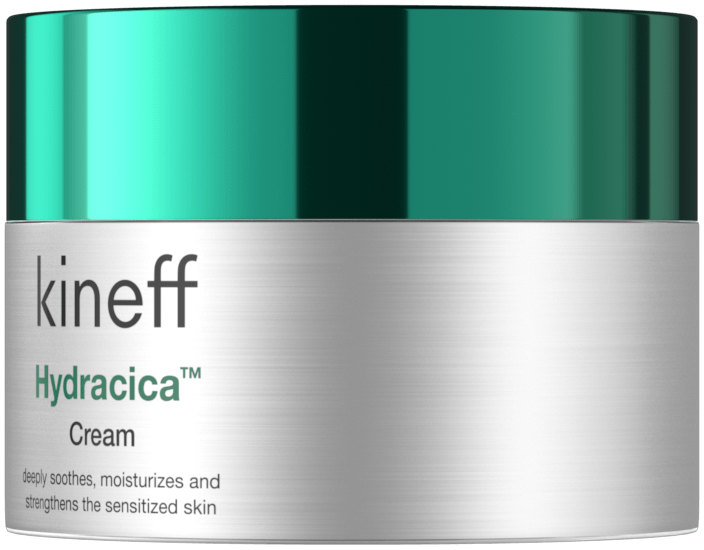 kineff
Hydracica™
Cream
deeply soothes, moisturizes and
strengthens the sensitized skin